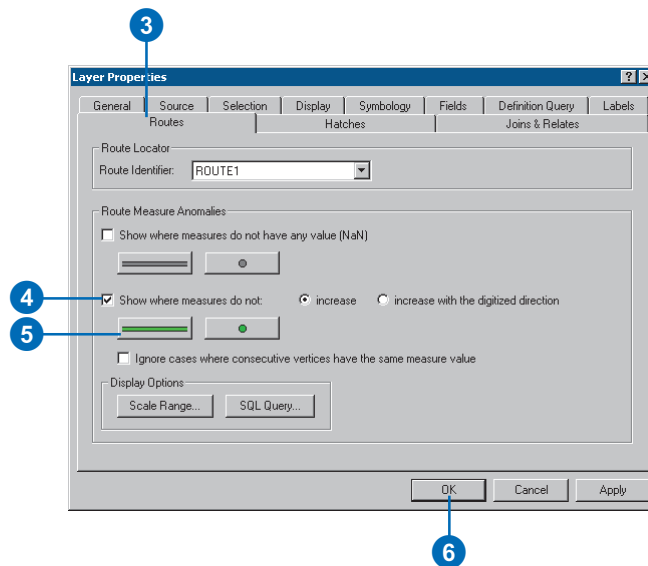 3
Layer Properties
General Source Selection Display Symbology Fields Definition Query Labels
Routes Hatches Joins & Relates
Route Locator
Route Identifier: ROUTE1
Route Measure Anomalies
Show where measures do not have any value (NaN)
4 Show where measures do not: increase increase with the digitized direction
5
Ignore cases where consecutive vertices have the same measure value
Display Options
Scale Range... SQL Query...
OK Cancel Apply
6